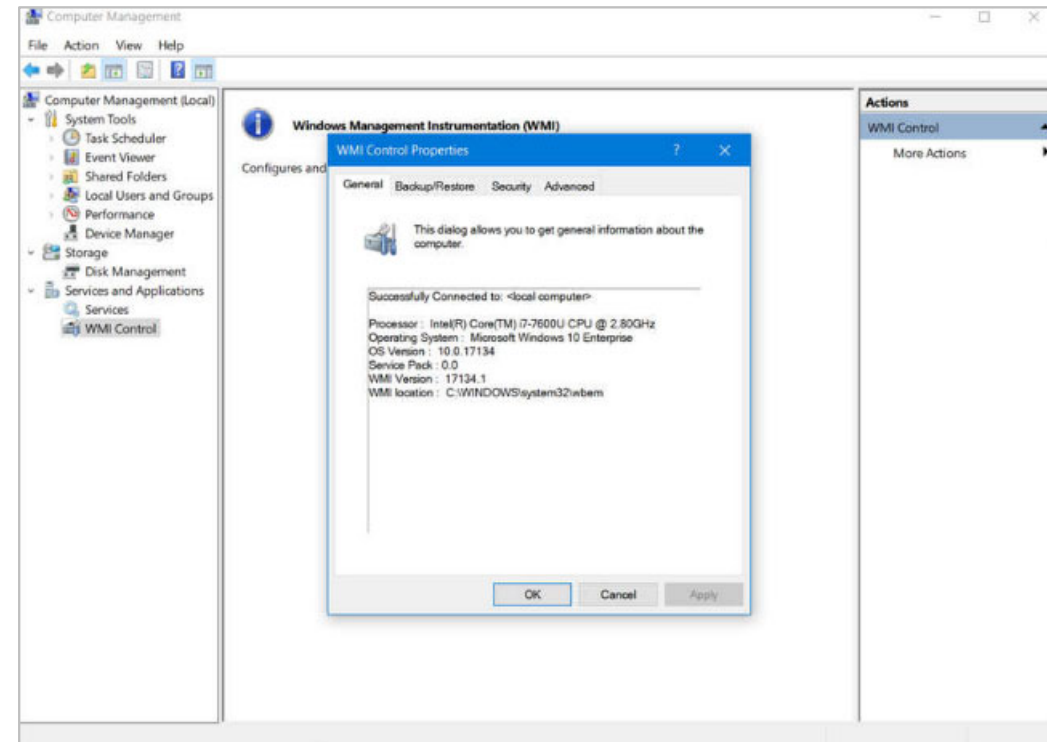 Computer Management
File Action View Help
Computer Management (Local)
System Tools
Task Scheduler
Event Viewer
Shared Folders
Local Users and Groups
Performance
Device Manager
Storage
Disk Management
Services and Applications
Services
WMI Control
Windows Management Instrumentation (WMI)
Configures and
WMI Control Properties
General Backup/Restore Security Advanced
This dialog allows you to get general information about the
computer.
Successfully Connected to: <local computer>
Processor : Intel(R) Core(TM) i7-7600U CPU @ 2.80GHz
Operating System : Microsoft Windows 10 Enterprise
OS Version : 10.0.17134
Service Pack : 0.0
WMI Version : 17134.1
WMI location : C:\WINDOWS\system32\wbem
OK Cancel Apply
Actions
WMI Control
More Actions